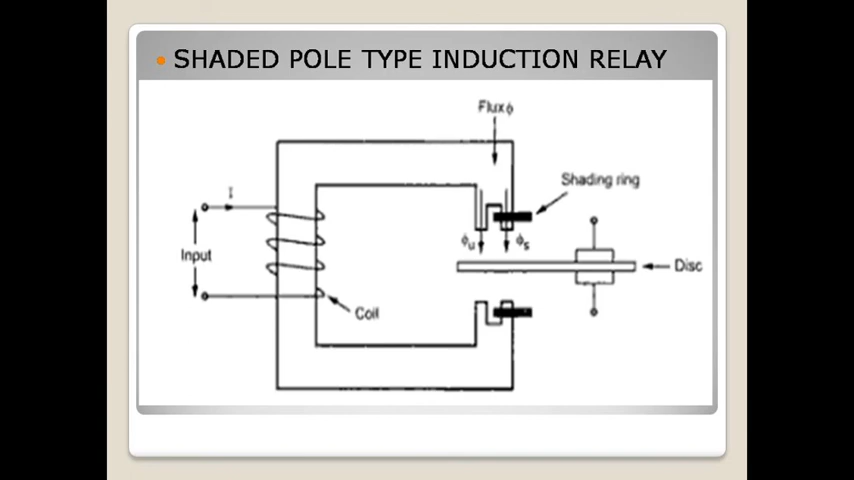 SHADED POLE TYPE INDUCTION RELAY
Flux ϕ
Shading ring
I
Input
ϕu
ϕs
Disc
Coil